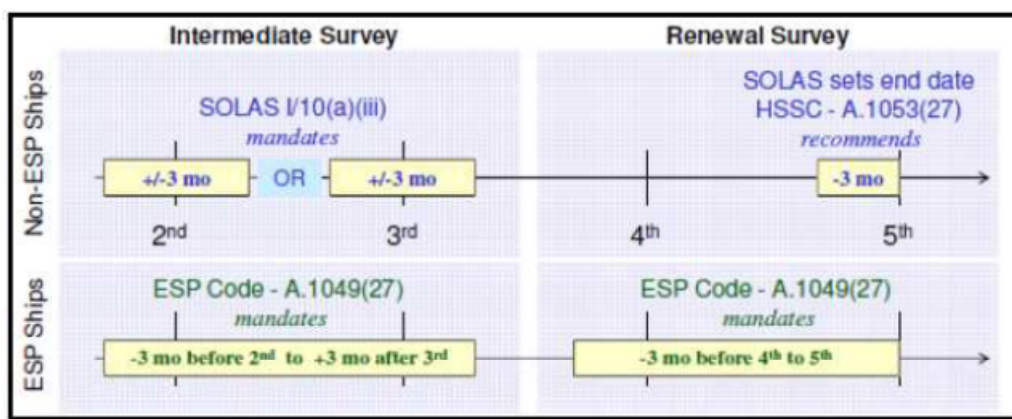 Intermediate Survey
Renewal Survey
Non-ESP Ships
SOLAS I/10(a)(iii)
mandates
+/-3 mo
OR
+/-3 mo
2nd
3rd
SOLAS sets end date
HSSC - A.1053(27)
recommends
-3 mo
4th
5th
ESP Ships
ESP Code - A.1049(27)
mandates
-3 mo before 2nd to +3 mo after 3rd
ESP Code - A.1049(27)
mandates
-3 mo before 4th to 5th